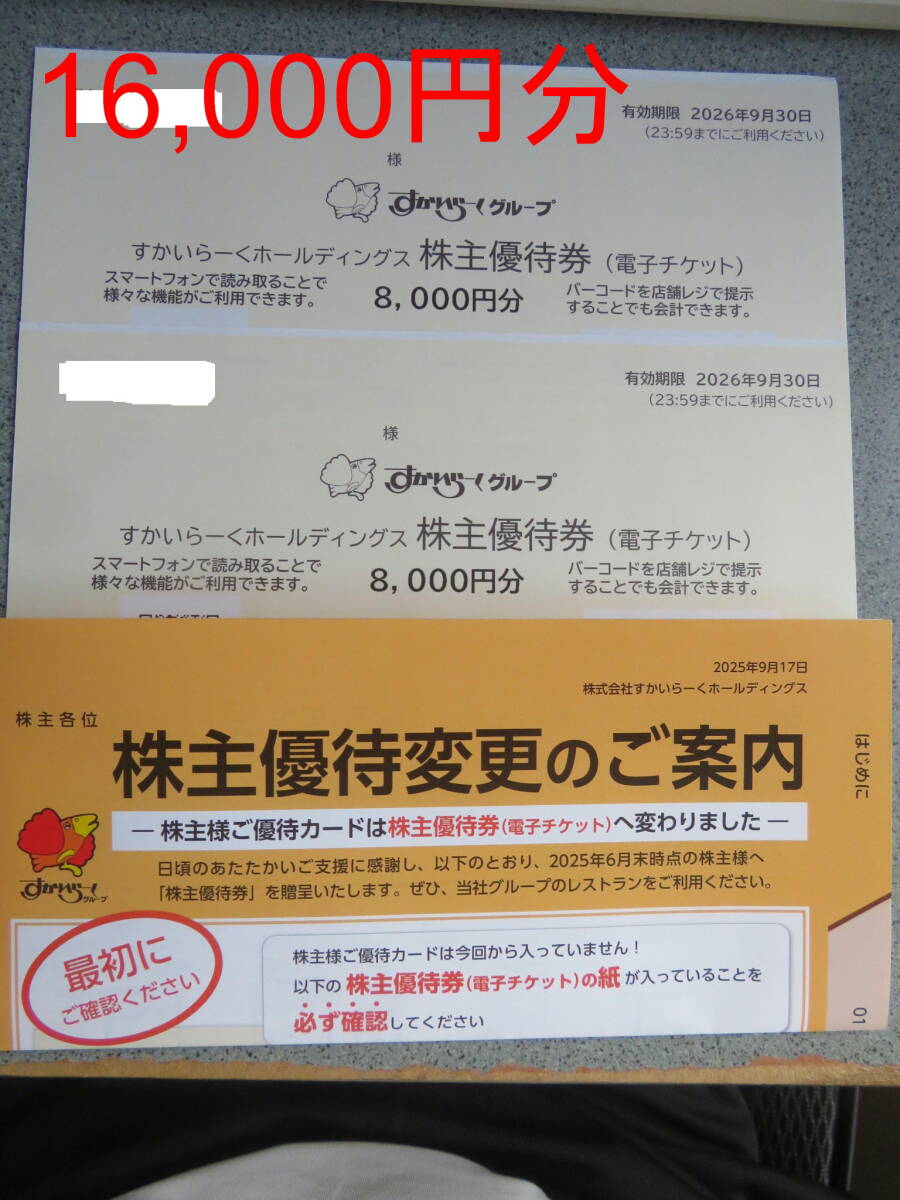 16,000円分
有効期限 2026年9月30日
(23:59までにご利用ください)
様
すかいらーくグループ
すかいらーくホールディングス 株主優待券(電子チケット)
スマートフォンで読み取ることで
様々な機能がご利用できます。
8,000円分
バーコードを店舗レジで提示
することでも会計できます。
有効期限 2026年9月30日
(23:59までにご利用ください)
様
すかいらーくグループ
すかいらーくホールディングス 株主優待券(電子チケット)
スマートフォンで読み取ることで
様々な機能がご利用できます。
8,000円分
バーコードを店舗レジで提示
することでも会計できます。
2025年9月17日
株式会社すかいらーくホールディングス
株主各位
株主優待変更のご案内
はじめに
― 株主様ご優待カードは株主優待券(電子チケット)へ変わりました ―
日頃のあたたかいご支援に感謝し、以下のとおり、2025年6月末時点の株主様へ
「株主優待券」を贈呈いたします。ぜひ、当社グループのレストランをご利用ください。
すかいらーくグループ
最初に
ご確認ください
株主様ご優待カードは今回から入っていません!
以下の 株主優待券(電子チケット)の紙 が入っていることを
必ず確認してください
01